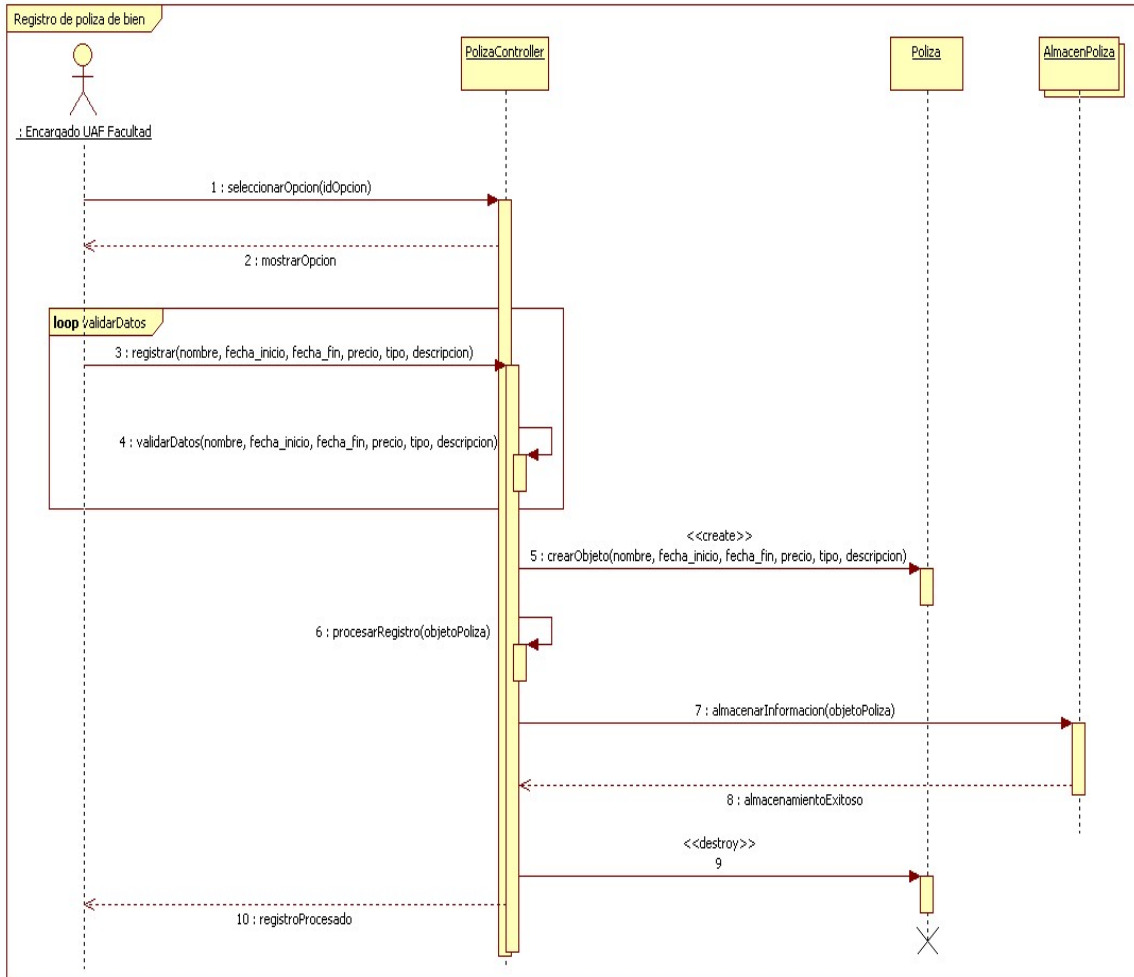 Registro de poliza de bien
: Encargado UAF Facultad
PolizaController
Poliza
AlmacenPoliza
1 : seleccionarOpcion(idOpcion)
2 : mostrarOpcion
loop validarDatos
3 : registrar(nombre, fecha_inicio, fecha_fin, precio, tipo, descripcion)
4 : validarDatos(nombre, fecha_inicio, fecha_fin, precio, tipo, descripcion)
<<create>>
5 : crearObjeto(nombre, fecha_inicio, fecha_fin, precio, tipo, descripcion)
6 : procesarRegistro(objetoPoliza)
7 : almacenarInformacion(objetoPoliza)
8 : almacenamientoExitoso
<<destroy>>
9
10 : registroProcesado